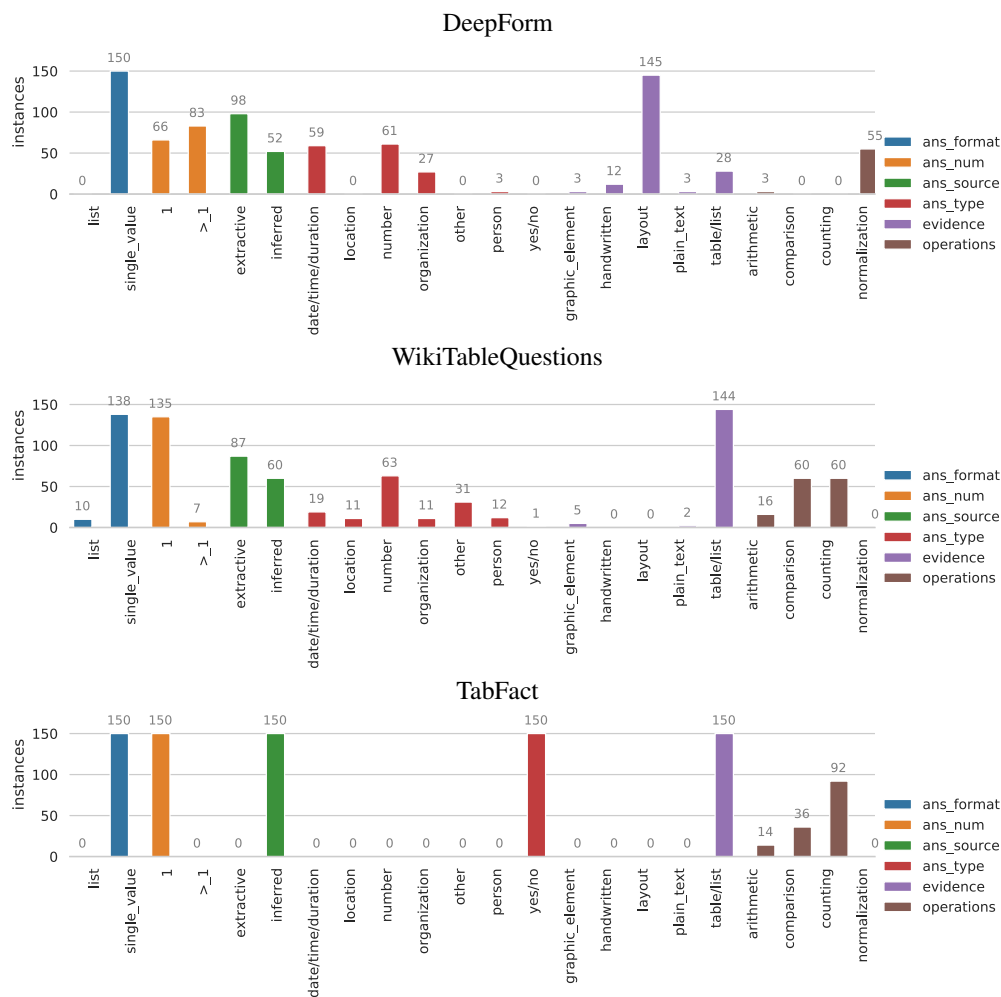 DeepForm
instances
150
100
50
0
0 150 66 83 98 52 59 0 61 27 0 3 0 3 12 145 3 28 3 0 0 55
list single_value 1 >_1 extractive inferred date/time/duration location number organization other person yes/no graphic_element handwritten layout plain_text table/list arithmetic comparison counting normalization
ans_format
ans_num
ans_source
ans_type
evidence
operations
WikiTableQuestions
instances
150
100
50
0
10 138 135 7 87 60 19 11 63 11 31 12 1 5 0 0 2 144 16 60 60 0
list single_value 1 >_1 extractive inferred date/time/duration location number organization other person yes/no graphic_element handwritten layout plain_text table/list arithmetic comparison counting normalization
ans_format
ans_num
ans_source
ans_type
evidence
operations
TabFact
instances
150
100
50
0
0 150 150 0 0 150 0 0 0 0 0 0 150 0 0 0 0 150 14 36 92 0
list single_value 1 >_1 extractive inferred date/time/duration location number organization other person yes/no graphic_element handwritten layout plain_text table/list arithmetic comparison counting normalization
ans_format
ans_num
ans_source
ans_type
evidence
operations